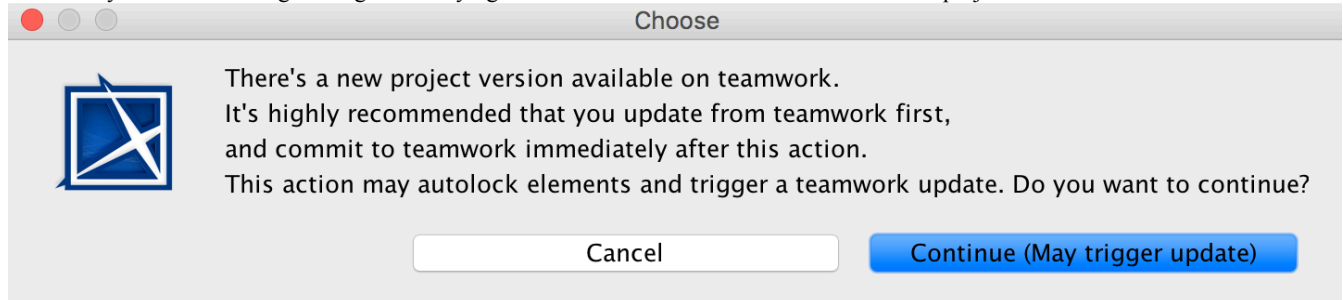 Choose
There's a new project version available on teamwork.
It's highly recommended that you update from teamwork first,
and commit to teamwork immediately after this action.
This action may autolock elements and trigger a teamwork update. Do you want to continue?
Cancel
Continue (May trigger update)